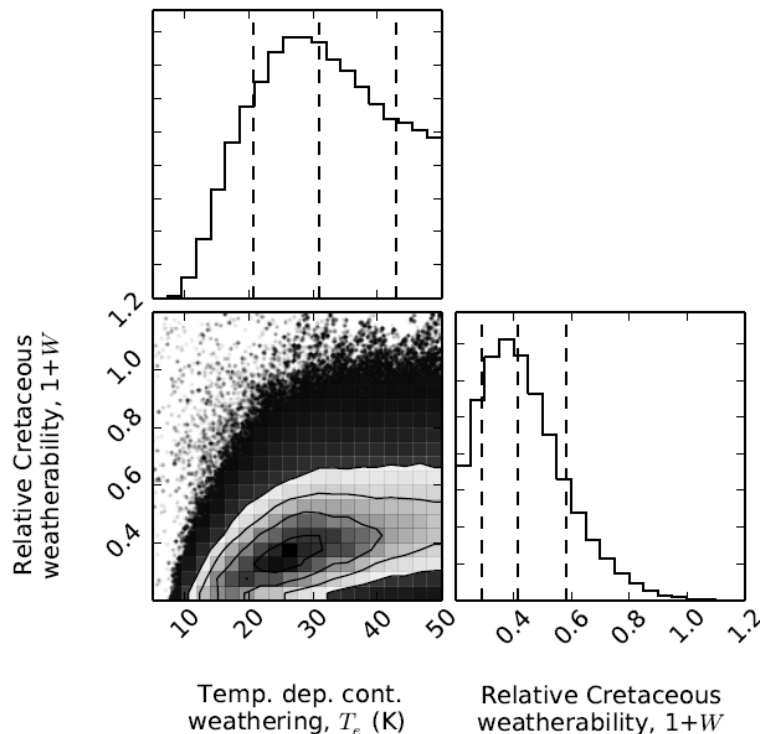 1.2
1.0
0.8
0.6
0.4
Relative Cretaceous
weatherability, 1+W
10
20
30
40
50
0.4
0.6
0.8
1.0
1.2
Temp. dep. cont.
weathering, Tₑ (K)
Relative Cretaceous
weatherability, 1+W